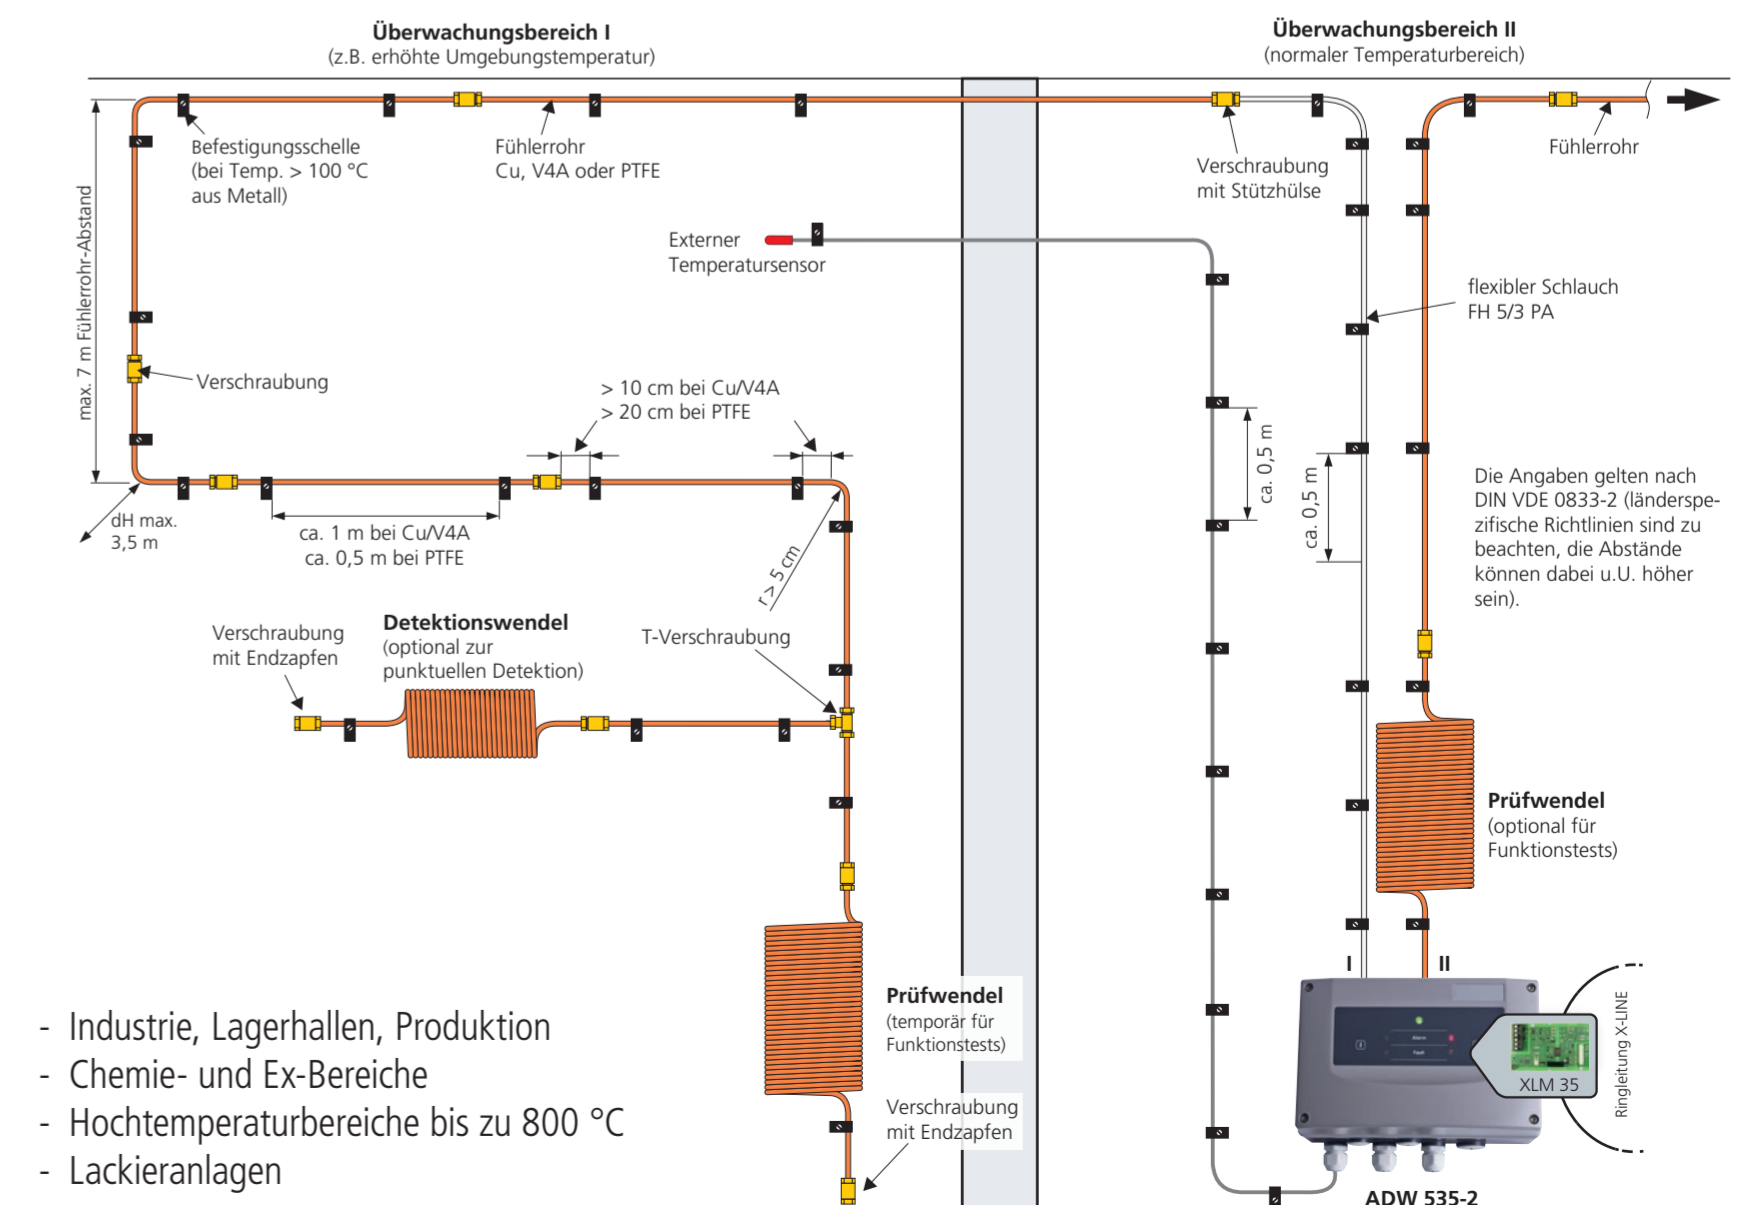 Überwachungsbereich I
(z.B. erhöhte Umgebungstemperatur)
Überwachungsbereich II
(normaler Temperaturbereich)
Befestigungsschelle
(bei Temp. > 100 °C
aus Metall)
Fühlerrohr
Cu, V4A oder PTFE
Verschraubung
mit Stützhülse
Fühlerrohr
max. 7 m Fühlerrohr-Abstand
Externer
Temperatursensor
flexibler Schlauch
FH 5/3 PA
Verschraubung
> 10 cm bei Cu/V4A
> 20 cm bei PTFE
ca. 0,5 m
ca. 0,5 m
Die Angaben gelten nach
DIN VDE 0833-2 (länderspe-
zifische Richtlinien sind zu
beachten, die Abstände
können dabei u.U. höher
sein).
dH max.
3,5 m
ca. 1 m bei Cu/V4A
ca. 0,5 m bei PTFE
r > 5 cm
Verschraubung
mit Endzapfen
Detektionswendel
(optional zur
punktuellen Detektion)
T-Verschraubung
Prüfwendel
(optional für
Funktionstests)
I
II
Prüfwendel
(temporär für
Funktionstests)
Alarm
Fault
XLM 35
Ringleitung X-LINE
Verschraubung
mit Endzapfen
ADW 535-2
- Industrie, Lagerhallen, Produktion
- Chemie- und Ex-Bereiche
- Hochtemperaturbereiche bis zu 800 °C
- Lackieranlagen